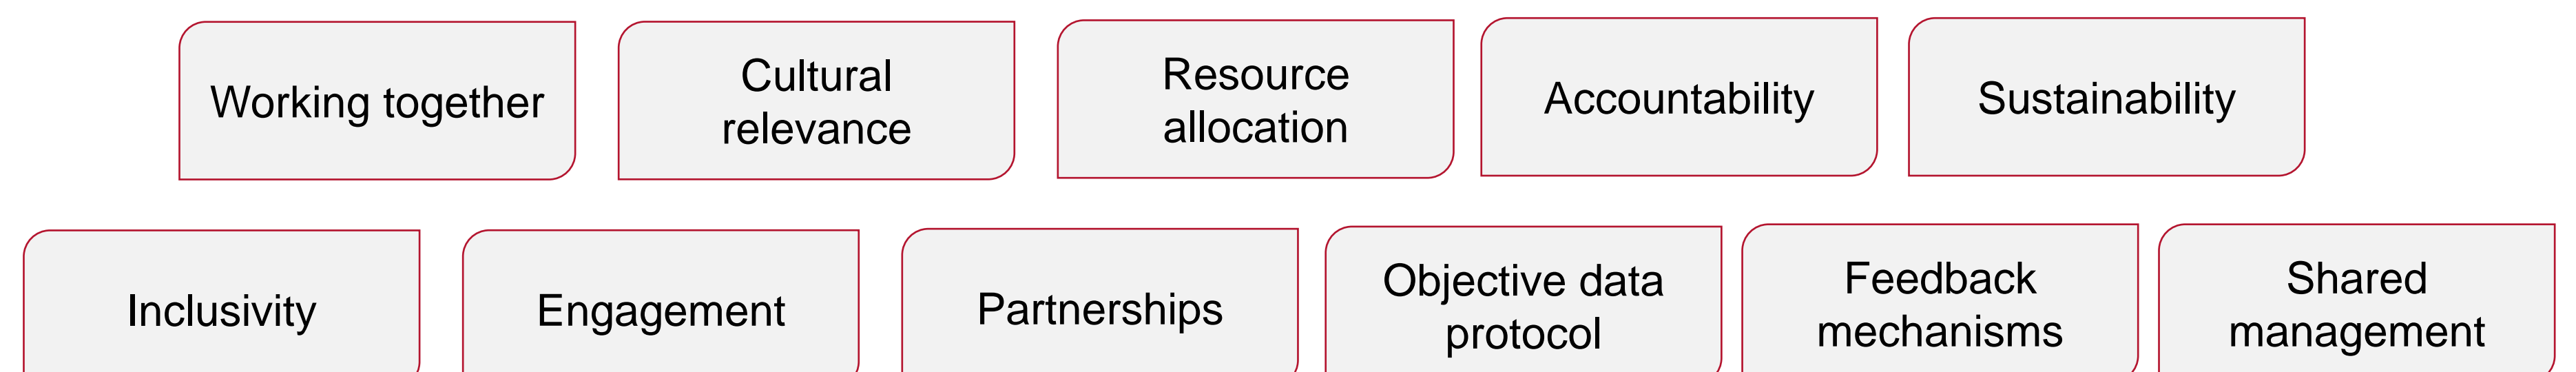 Working together
Cultural
relevance
Resource
allocation
Accountability
Sustainability
Inclusivity
Engagement
Partnerships
Objective data
protocol
Feedback
mechanisms
Shared
management